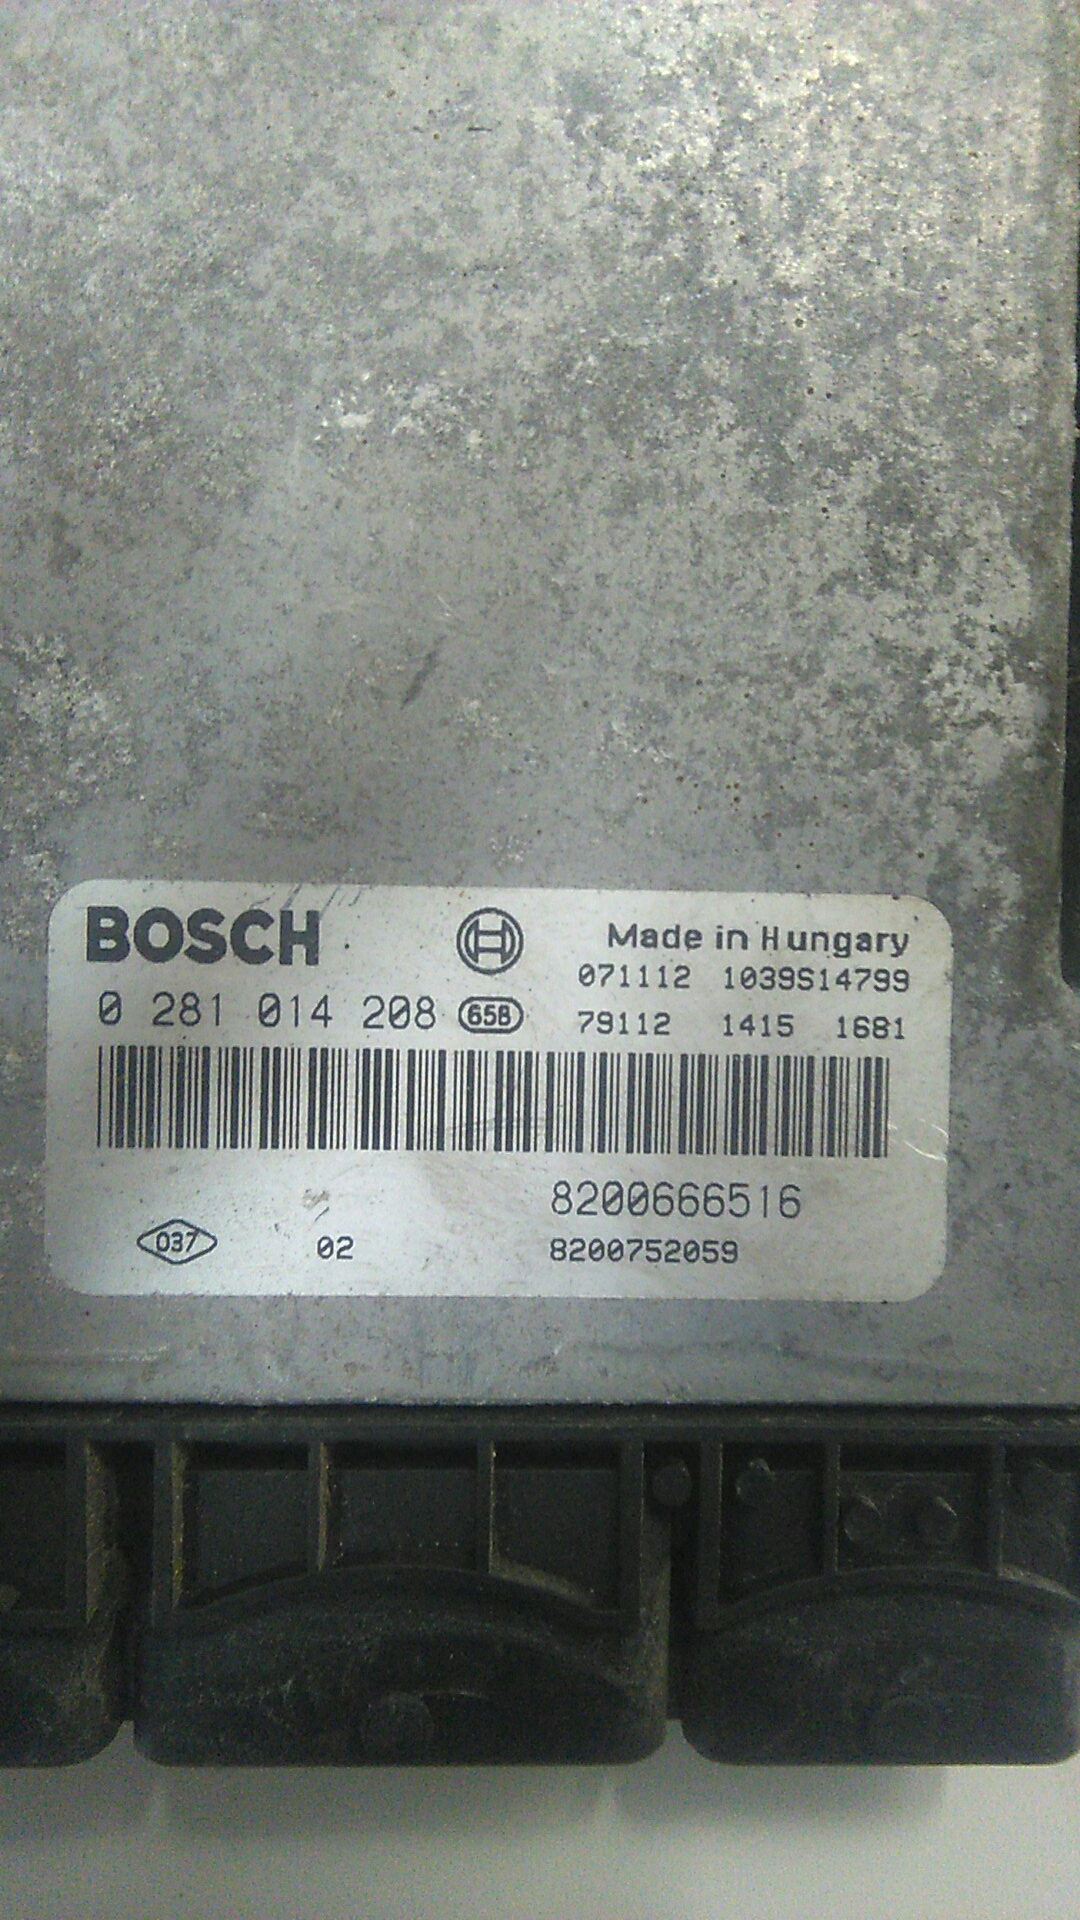 BOSCH
Made in Hungary
071112 1039S14799
0 281 014 208 658
79112 1415 1681
8200666516
037 02 8200752059